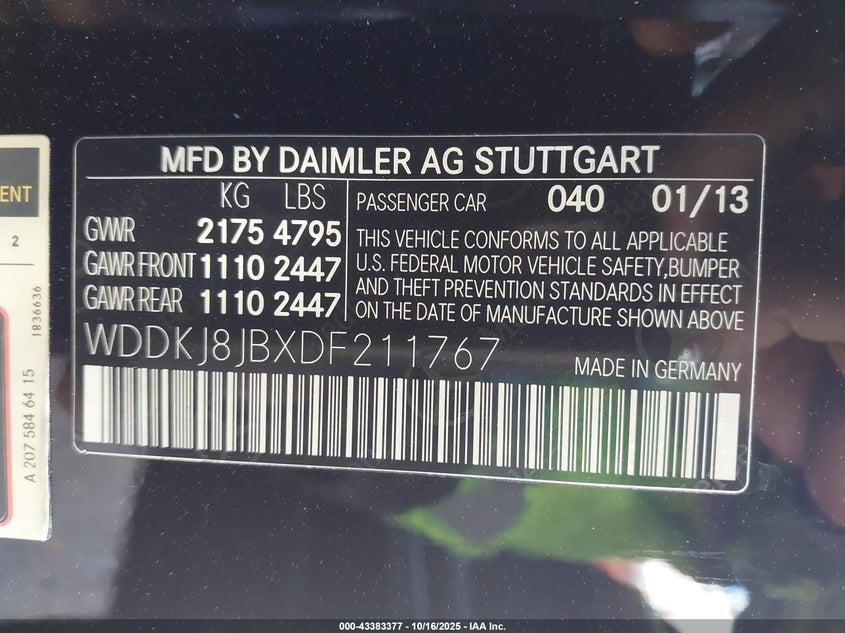 ENT
2
1836636
A 207 584 64 15
MFD BY DAIMLER AG STUTTGART
KG LBS
GVWR 2175 4795
GAWR FRONT 1110 2447
GAWR REAR 1110 2447
PASSENGER CAR 040 01/13
THIS VEHICLE CONFORMS TO ALL APPLICABLE
U.S. FEDERAL MOTOR VEHICLE SAFETY,BUMPER
AND THEFT PREVENTION STANDARDS IN EFFECT
ON THE DATE OF MANUFACTURE SHOWN ABOVE
WDDKJ8JBXDF211767
MADE IN GERMANY
000-43383377 - 10/16/2025 - IAA Inc.